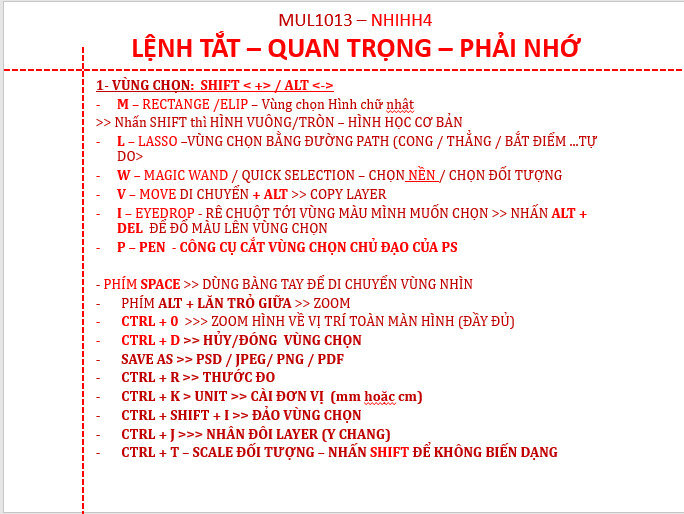 MUL1013 – NHIHH4
LỆNH TẮT – QUAN TRỌNG – PHẢI NHỚ
1- VÙNG CHỌN: SHIFT < +> / ALT <->
- M – RECTANGE /ELIP – Vùng chọn Hình chữ nhật
>> Nhấn SHIFT thì HÌNH VUÔNG/TRÒN – HÌNH HỌC CƠ BẢN
- L – LASSO –VÙNG CHỌN BẰNG ĐƯỜNG PATH (CONG / THẲNG / BẮT ĐIỂM ...TỰ
DO>
- W – MAGIC WAND / QUICK SELECTION – CHỌN NỀN / CHỌN ĐỐI TƯỢNG
- V – MOVE DI CHUYỂN + ALT >> COPY LAYER
- I – EYEDROP - RÊ CHUỘT TỚI VÙNG MÀU MÌNH MUỐN CHỌN >> NHẤN ALT +
DEL ĐỂ ĐỔ MÀU LÊN VÙNG CHỌN
- P – PEN - CÔNG CỤ CẮT VÙNG CHỌN CHỦ ĐẠO CỦA PS
- PHÍM SPACE >> DÙNG BÀNG TAY ĐỂ DI CHUYỂN VÙNG NHÌN
- PHÍM ALT + LĂN TRỎ GIỮA >> ZOOM
- CTRL + 0 >>> ZOOM HÌNH VỀ VỊ TRÍ TOÀN MÀN HÌNH (ĐẦY ĐỦ)
- CTRL + D >> HỦY/ĐÓNG VÙNG CHỌN
- SAVE AS >> PSD / JPEG/ PNG / PDF
- CTRL + R >> THƯỚC ĐO
- CTRL + K > UNIT >> CÀI ĐƠN VỊ (mm hoặc cm)
- CTRL + SHIFT + I >> ĐẢO VÙNG CHỌN
- CTRL + J >>> NHÂN ĐÔI LAYER (Y CHANG)
- CTRL + T – SCALE ĐỐI TƯỢNG – NHẤN SHIFT ĐỂ KHÔNG BIẾN DẠNG